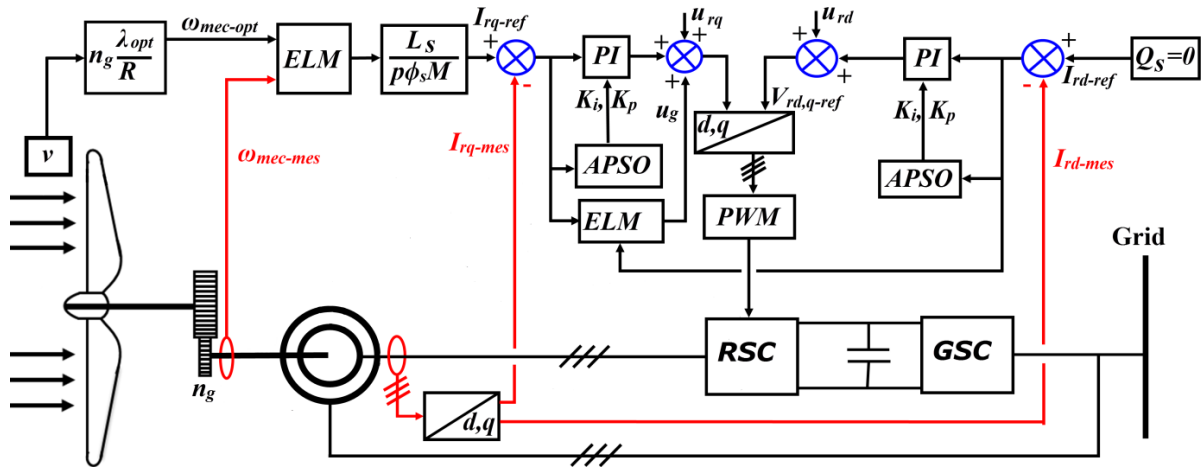 ω_mec-opt
I_rq-ref
u_rq
u_rd
n_g λ_opt/R
ELM
L_s/pϕ_sM
+
-
PI
+
+
+
+
+
PI
+
-
I_rd-ref
Q_s=0
v
ω_mec-mes
I_rq-mes
K_i, K_p
u_g
V_rd,q-ref
d,q
K_i, K_p
I_rd-mes
APSO
APSO
ELM
PWM
Grid
RSC
GSC
n_g
d,q